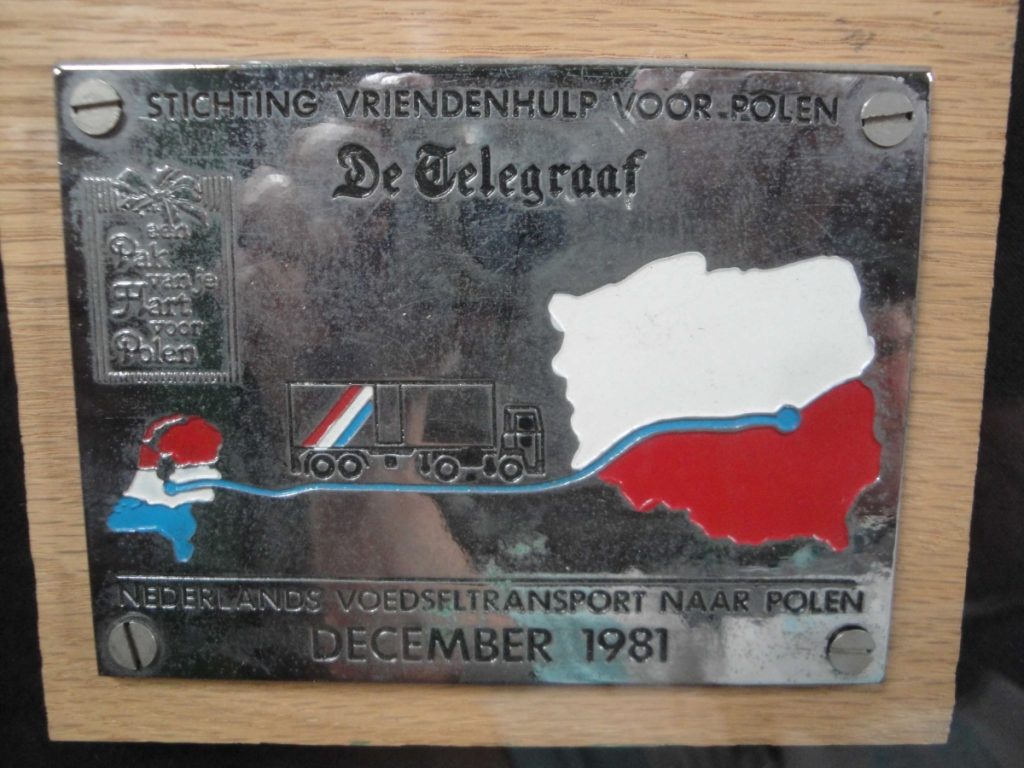 STICHTING VRIENDENHULP VOOR POLEN
De Telegraaf
een
Pak
van je
Hart
voor
Polen
NEDERLANDS VOEDSELTRANSPORT NAAR POLEN
DECEMBER 1981